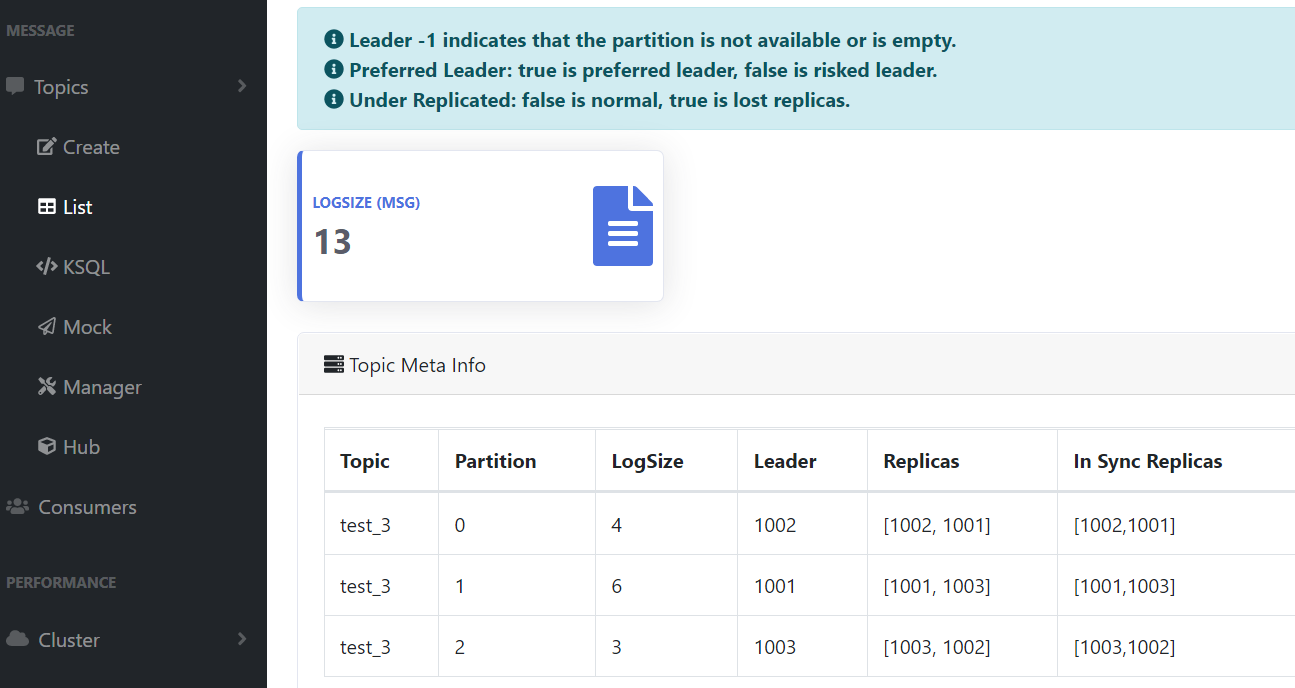 MESSAGE
Topics
Create
List
KSQL
Mock
Manager
Hub
Consumers
PERFORMANCE
Cluster
Leader -1 indicates that the partition is not available or is empty.
Preferred Leader: true is preferred leader, false is risked leader.
Under Replicated: false is normal, true is lost replicas.
LOGSIZE (MSG)
13
Topic Meta Info
Topic Partition LogSize Leader Replicas In Sync Replicas
test_3 0 4 1002 [1002, 1001] [1002,1001]
test_3 1 6 1001 [1001, 1003] [1001,1003]
test_3 2 3 1003 [1003, 1002] [1003,1002]